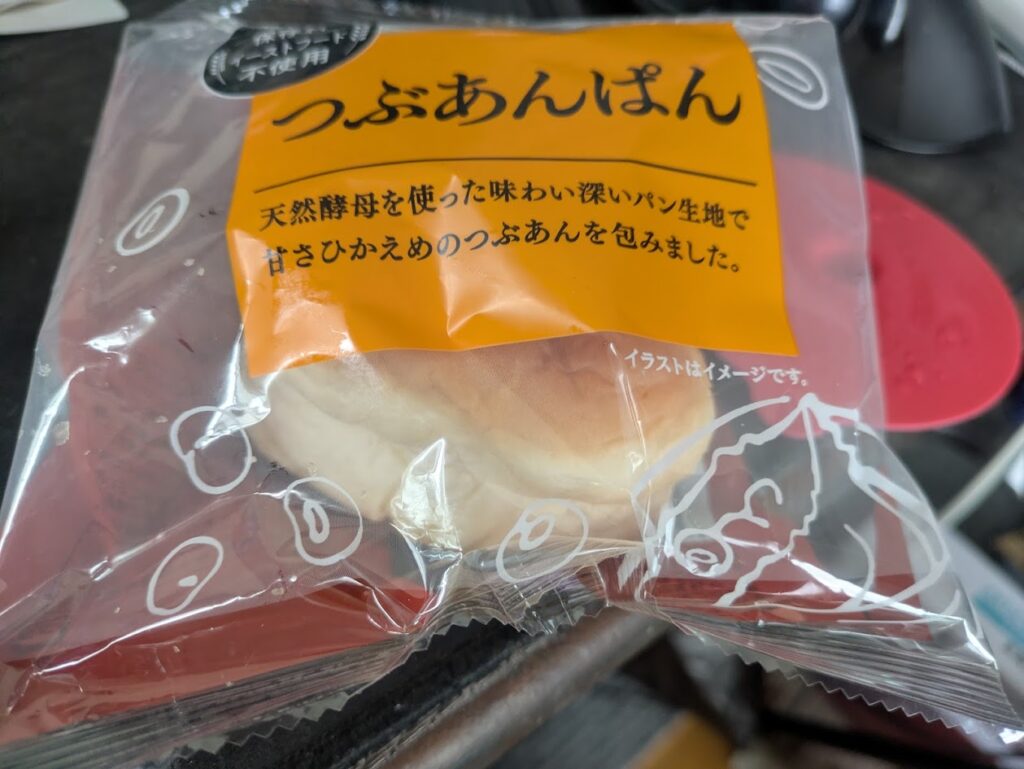 イーストフード
不使用
つぶあんぱん
天然酵母を使った味わい深いパン生地で
甘さひかえめのつぶあんを包みました。
イラストはイメージです。